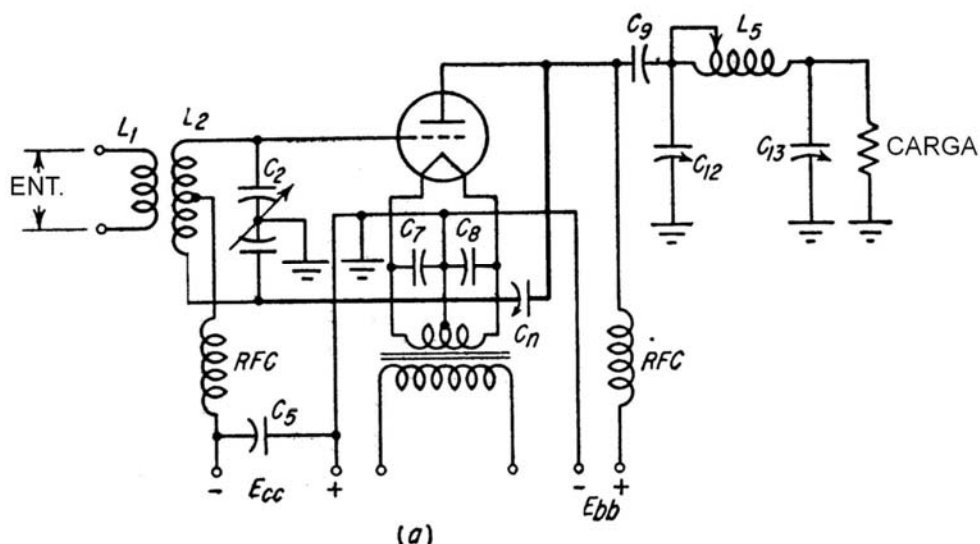 C9
L5
L1
L2
ENT.
C2
C12
C13
CARGA
C7
C8
Cn
RFC
RFC
C5
- Ecc +
- Ebb +
(a)